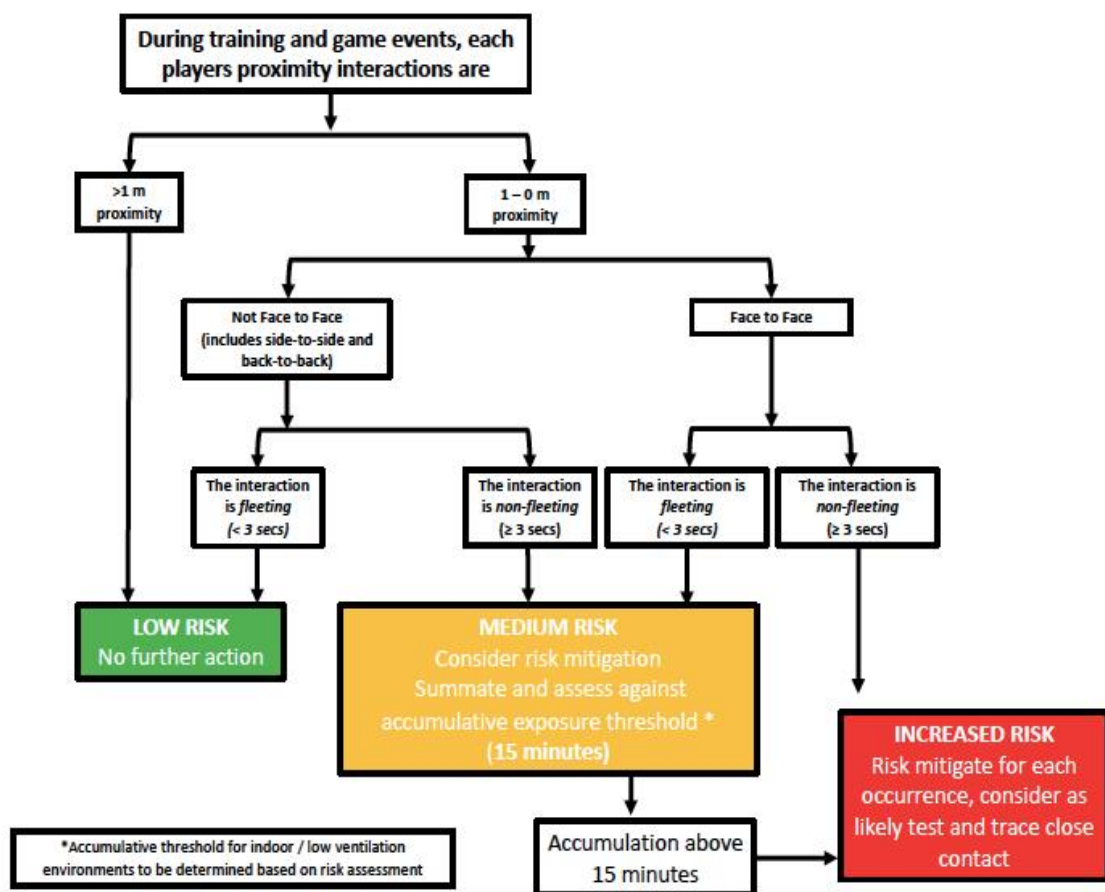 During training and game events, each
players proximity interactions are
>1 m
proximity
1 – 0 m
proximity
Not Face to Face
(includes side-to-side and
back-to-back)
Face to Face
The interaction
is fleeting
(< 3 secs)
The interaction
is non-fleeting
(≥ 3 secs)
The interaction is
fleeting
(< 3 secs)
The interaction is
non-fleeting
(≥ 3 secs)
LOW RISK
No further action
MEDIUM RISK
Consider risk mitigation
Summate and assess against
accumulative exposure threshold *
(15 minutes)
INCREASED RISK
Risk mitigate for each
occurrence, consider as
likely test and trace close
contact
Accumulation above
15 minutes
*Accumulative threshold for indoor / low ventilation
environments to be determined based on risk assessment